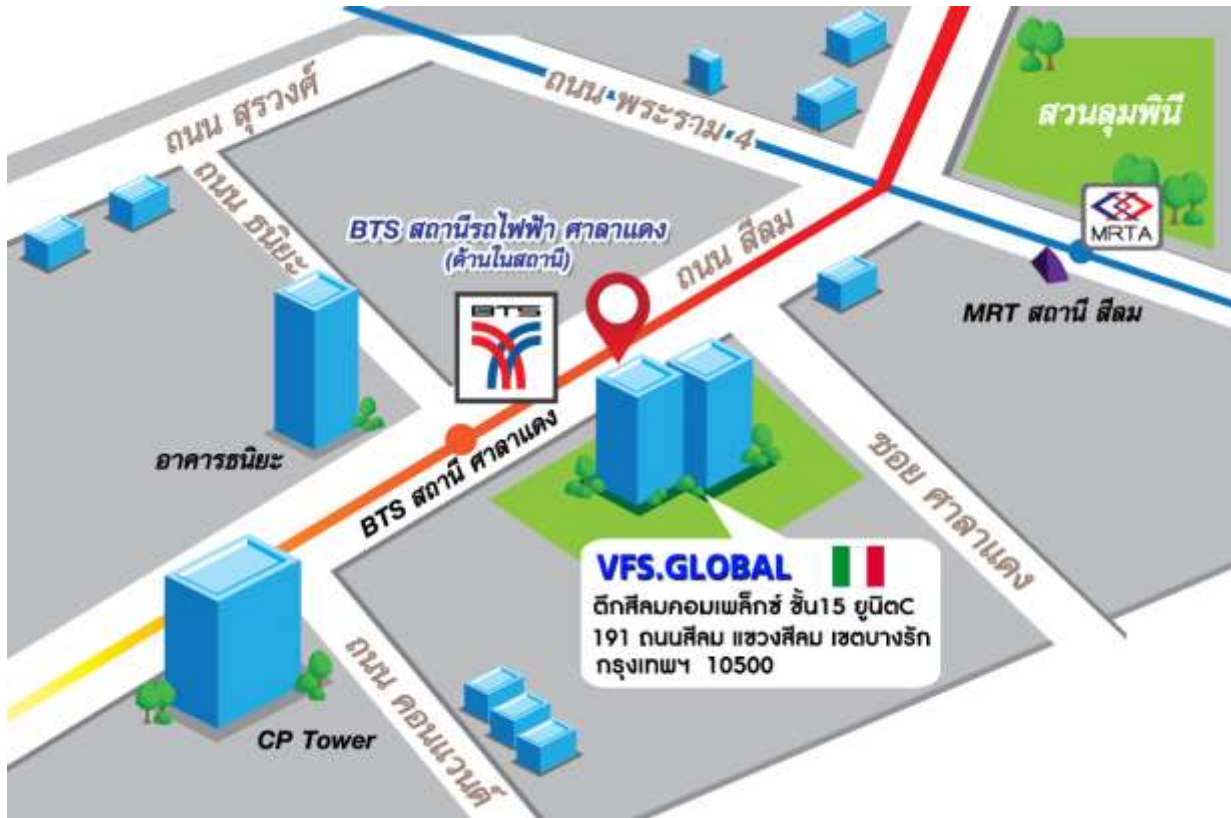 ถนน สุรวงศ์
ถนน พระราม 4
สวนลุมพินี
ถนน ธนิยะ
BTS สถานีรถไฟฟ้า ศาลาแดง
(ด้านในสถานี)
ถนน สีลม
MRTA
BTS
MRT สถานี สีลม
อาคารธนิยะ
BTS สถานี ศาลาแดง
ซอย ศาลาแดง
VFS.GLOBAL
ตึกสีลมคอมเพล็กซ์ ชั้น15 ยูนิตC
191 ถนนสีลม แขวงสีลม เขตบางรัก
กรุงเทพฯ 10500
CP Tower
ถนน คอนแวนต์